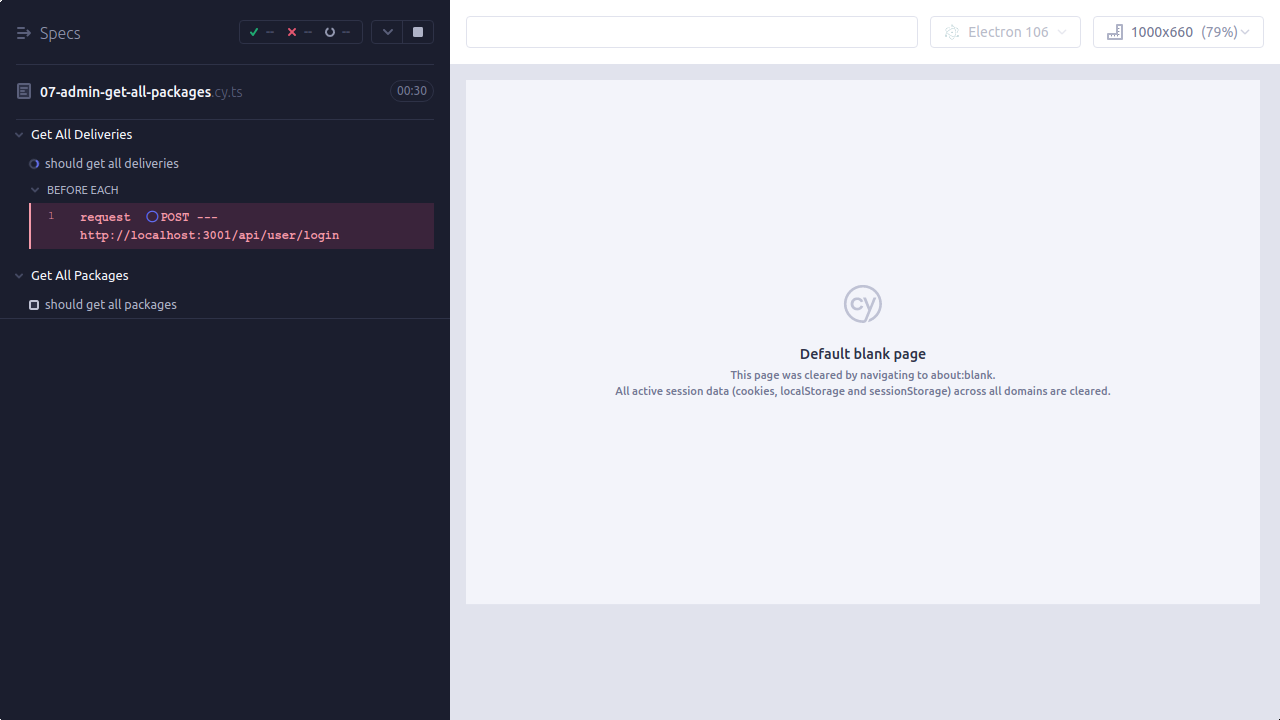 Specs
--
--
--
Electron 106
1000x660 (79%)
07-admin-get-all-packages.cy.ts
00:30
Get All Deliveries
should get all deliveries
BEFORE EACH
1 request POST ---
http://localhost:3001/api/user/login
Get All Packages
should get all packages
cy
Default blank page
This page was cleared by navigating to about:blank.
All active session data (cookies, localStorage and sessionStorage) across all domains are cleared.